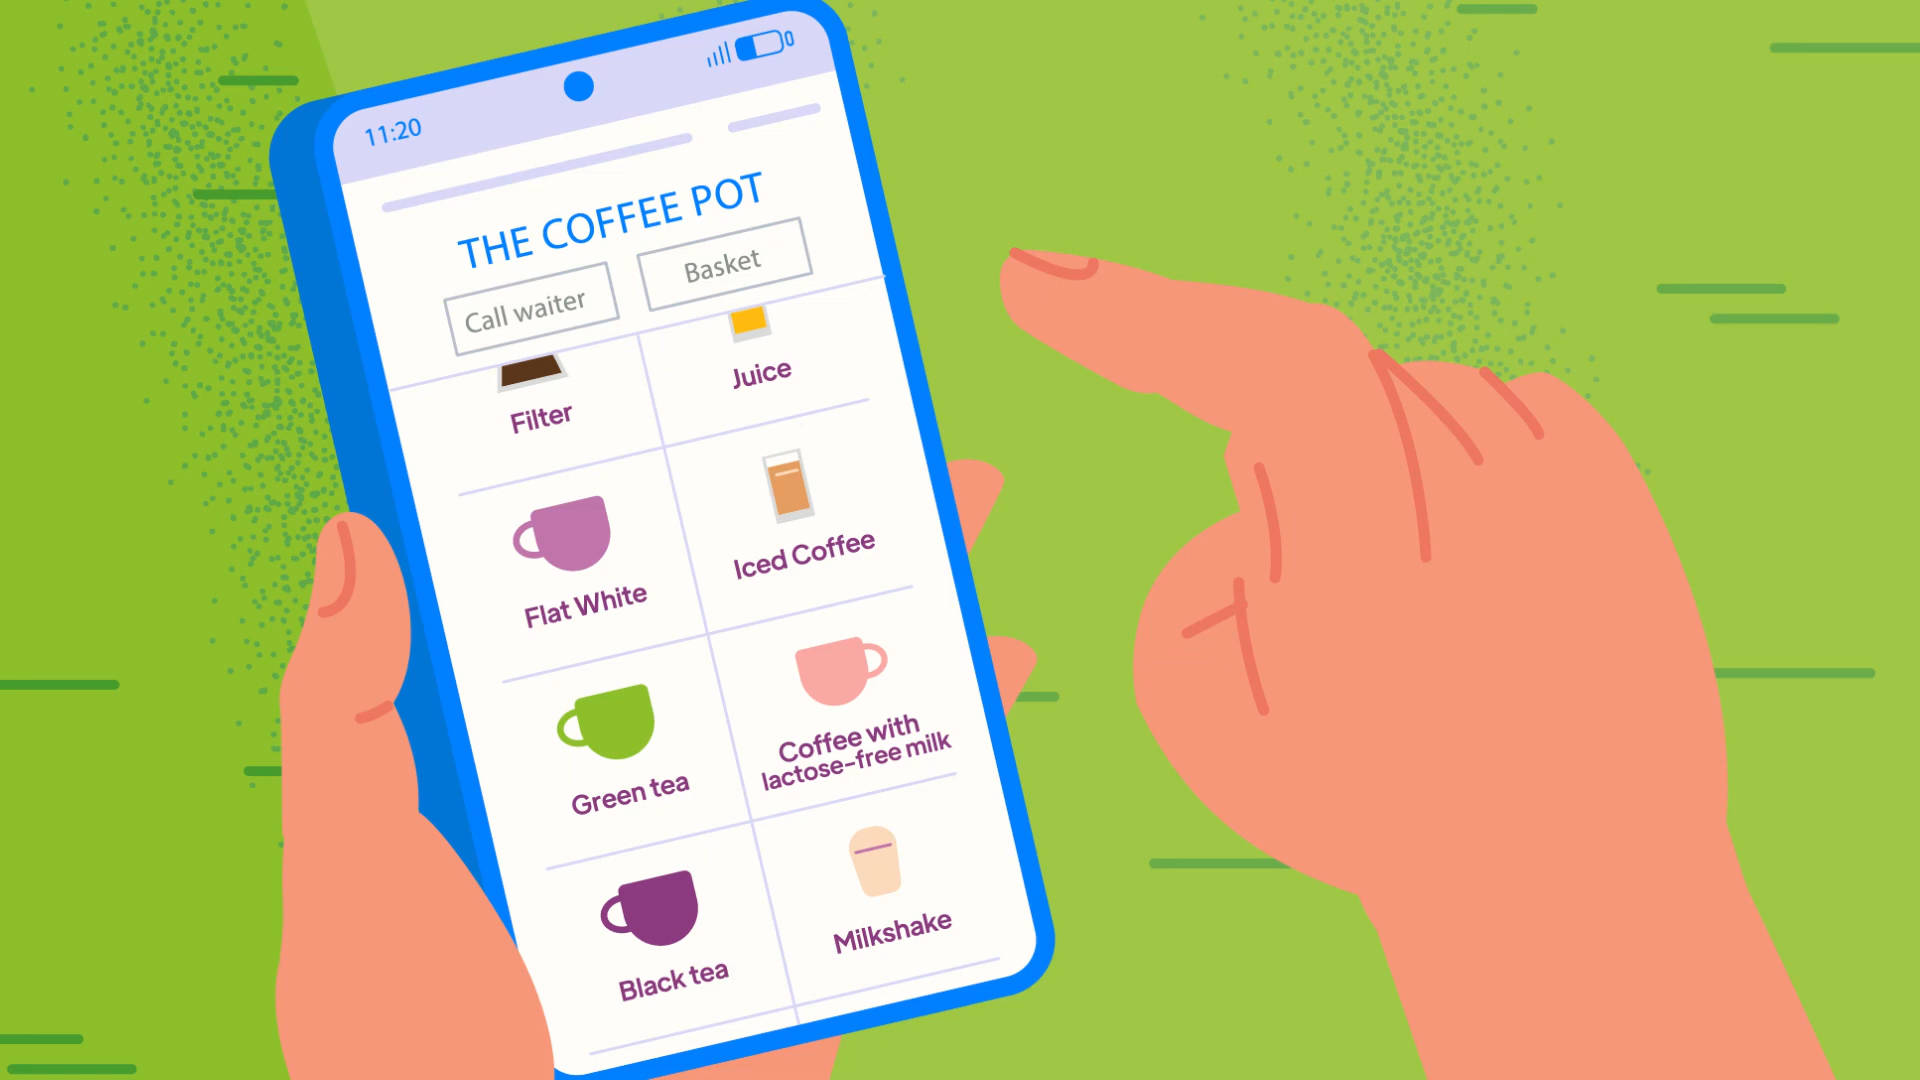 11:20
THE COFFEE POT
Call waiter
Basket
Filter
Juice
Flat White
Iced Coffee
Green tea
Coffee with
lactose-free milk
Black tea
Milkshake